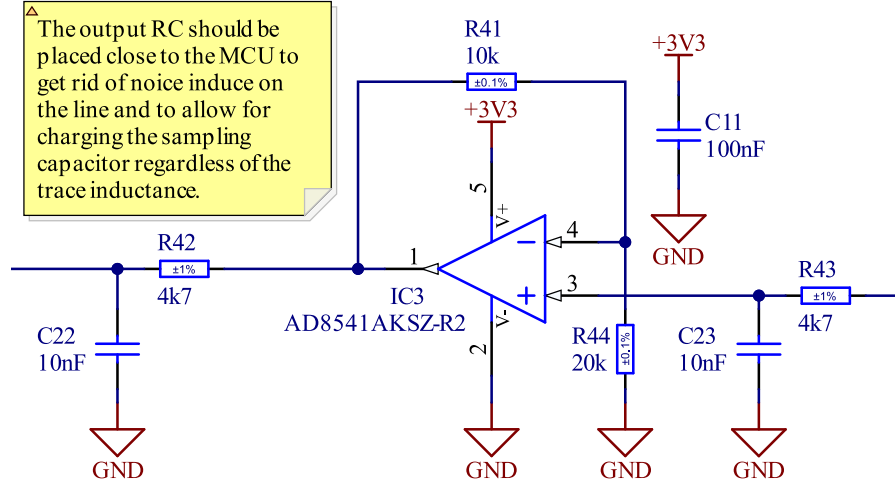 The output RC should be
placed close to the MCU to
get rid of noice induce on
the line and to allow for
charging the sampling
capacitor regardless of the
trace inductance.
R41
10k
±0.1%
+3V3
+3V3
C11
100nF
GND
5
V+
4
1
3
IC3
AD8541AKSZ-R2
V-
2
R42
±1%
4k7
R43
±1%
4k7
C22
10nF
R44
20k
±0.1%
C23
10nF
GND
GND
GND
GND